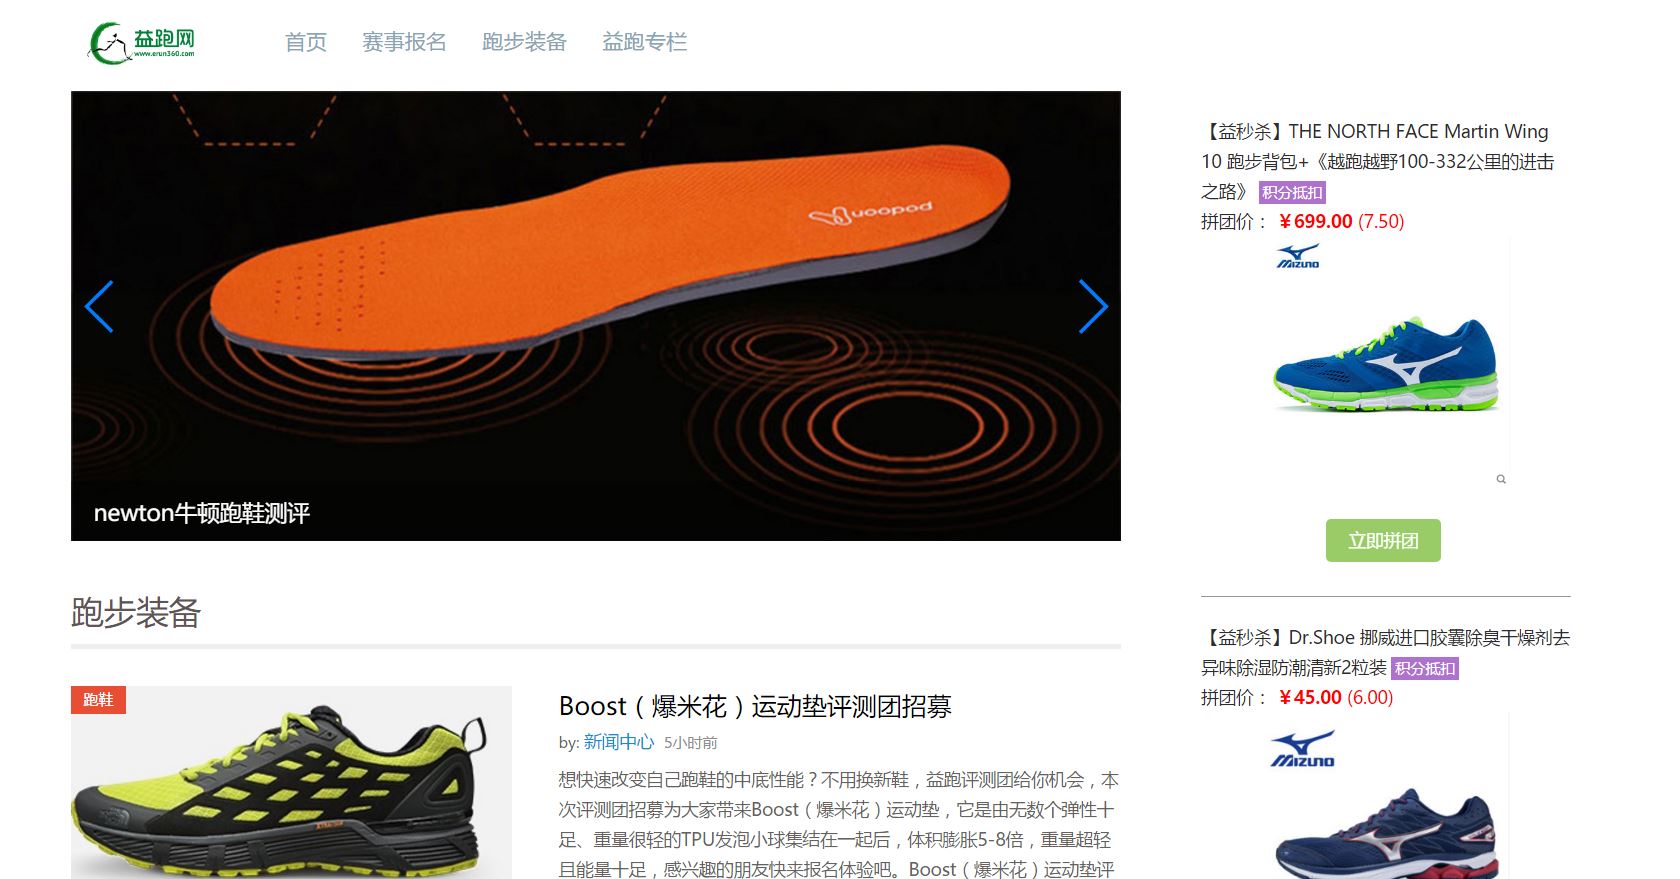 益跑网
www.erun360.com
首页 赛事报名 跑步装备 益跑专栏
uoopod
newton牛顿跑鞋测评
跑步装备
跑鞋
Boost（爆米花）运动垫评测团招募
by: 新闻中心 5小时前
想快速改变自己跑鞋的中底性能？不用换新鞋，益跑评测团给你机会，本
次评测团招募为大家带来Boost（爆米花）运动垫，它是由无数个弹性十
足、重量很轻的TPU发泡小球集结在一起后，体积膨胀5-8倍，重量超轻
且能量十足，感兴趣的朋友快来报名体验吧。Boost（爆米花）运动垫评
【益秒杀】THE NORTH FACE Martin Wing
10 跑步背包+《越跑越野100-332公里的进击
之路》 积分抵扣
拼团价： ￥699.00 (7.50)
MIZUNO
立即拼团
【益秒杀】Dr.Shoe 挪威进口胶囊除臭干燥剂去
异味除湿防潮清新2粒装 积分抵扣
拼团价： ￥45.00 (6.00)
MIZUNO